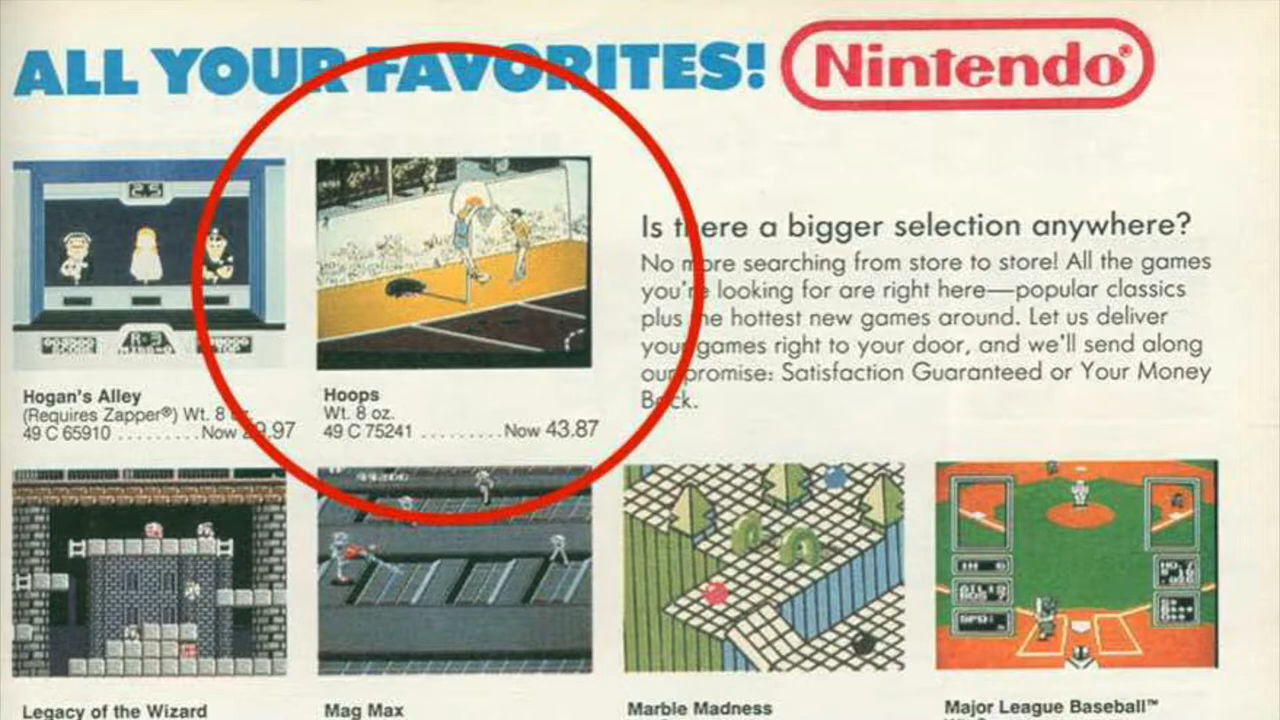 ALL YOUR FAVORITES! Nintendo®
Is there a bigger selection anywhere?
No more searching from store to store! All the games
you're looking for are right here—popular classics
plus the hottest new games around. Let us deliver
your games right to your door, and we'll send along
our promise: Satisfaction Guaranteed or Your Money
Back.
Hogan's Alley
(Requires Zapper®) Wt. 8 oz.
49 C 65910 .........Now 29.97
Hoops
Wt. 8 oz.
49 C 75241 .........Now 43.87
Legacy of the Wizard
Mag Max
Marble Madness
Major League Baseball™